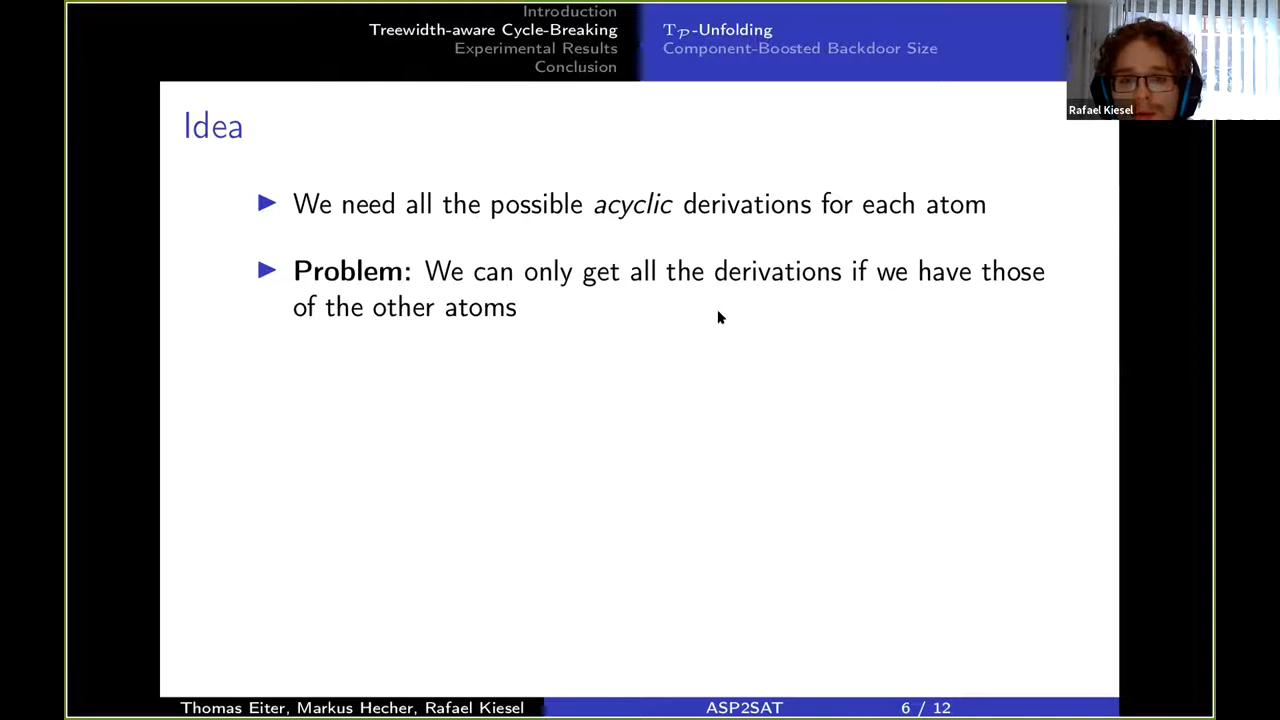 Introduction
Treewidth-aware Cycle-Breaking
Experimental Results
Conclusion
T𝒫-Unfolding
Component-Boosted Backdoor Size
Rafael Kiesel
Idea
We need all the possible acyclic derivations for each atom
Problem: We can only get all the derivations if we have those
of the other atoms
Thomas Eiter, Markus Hecher, Rafael Kiesel
ASP2SAT
6 / 12